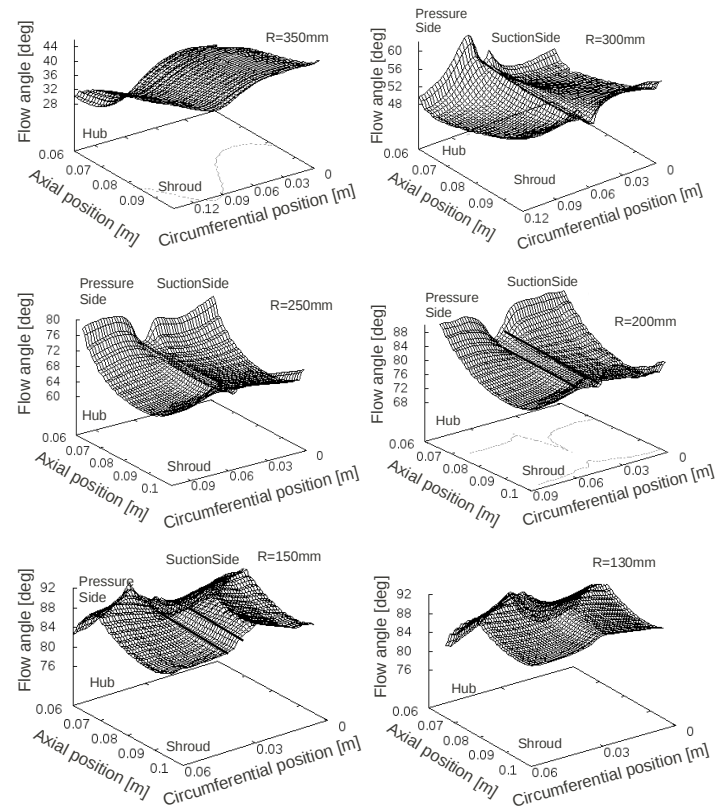 R=350mm
Flow angle [deg]
44
40
36
32
28
Hub
Shroud
0.06
0.07
0.08
0.09
Axial position [m]
0.12
0.09
0.06
0.03
0
Circumferential position [m]
Pressure
Side
SuctionSide
R=300mm
Flow angle [deg]
60
56
52
48
Hub
Shroud
0.06
0.07
0.08
0.09
Axial position [m]
0.12
0.09
0.06
0.03
0
Circumferential position [m]
Pressure
Side
SuctionSide
R=250mm
Flow angle [deg]
80
76
72
68
64
60
Hub
Shroud
0.06
0.07
0.08
0.09
0.1
Axial position [m]
0.09
0.06
0.03
0
Circumferential position [m]
SuctionSide
Pressure
Side
R=200mm
Flow angle [deg]
88
84
80
76
72
68
Hub
Shroud
0.06
0.07
0.08
0.09
0.1
Axial position [m]
0.09
0.06
0.03
0
Circumferential position [m]
SuctionSide
R=150mm
Pressure
Side
Flow angle [deg]
92
88
84
80
76
Hub
Shroud
0.06
0.07
0.08
0.09
0.1
Axial position [m]
0.06
0.03
0
Circumferential position [m]
R=130mm
Flow angle [deg]
92
88
84
80
76
Hub
Shroud
0.06
0.07
0.08
0.09
0.1
Axial position [m]
0.06
0.03
0
Circumferential position [m]